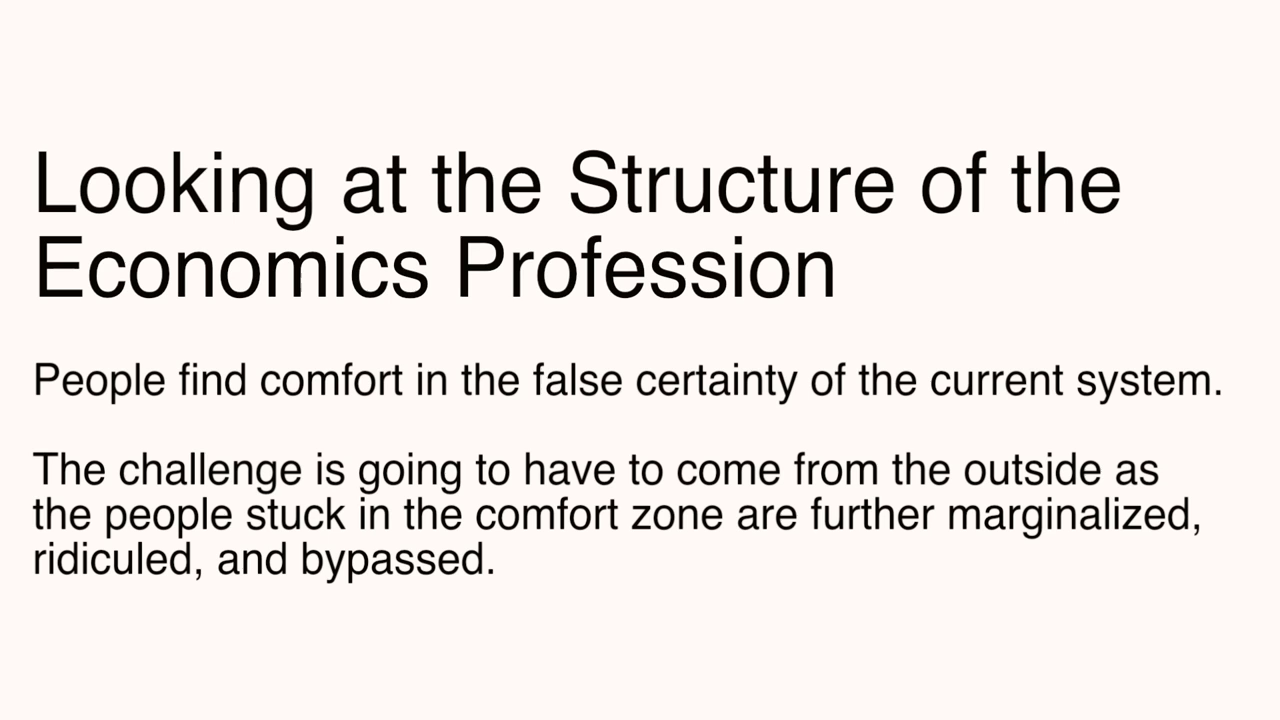 Looking at the Structure of the
Economics Profession
People find comfort in the false certainty of the current system.
The challenge is going to have to come from the outside as
the people stuck in the comfort zone are further marginalized,
ridiculed, and bypassed.